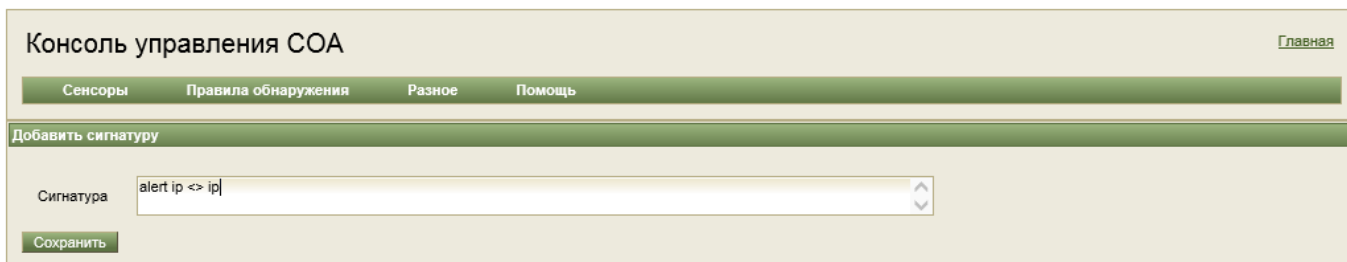 Консоль управления СОА
Главная
Сенсоры Правила обнаружения Разное Помощь
Добавить сигнатуру
Сигнатура alert ip <> ip
Сохранить